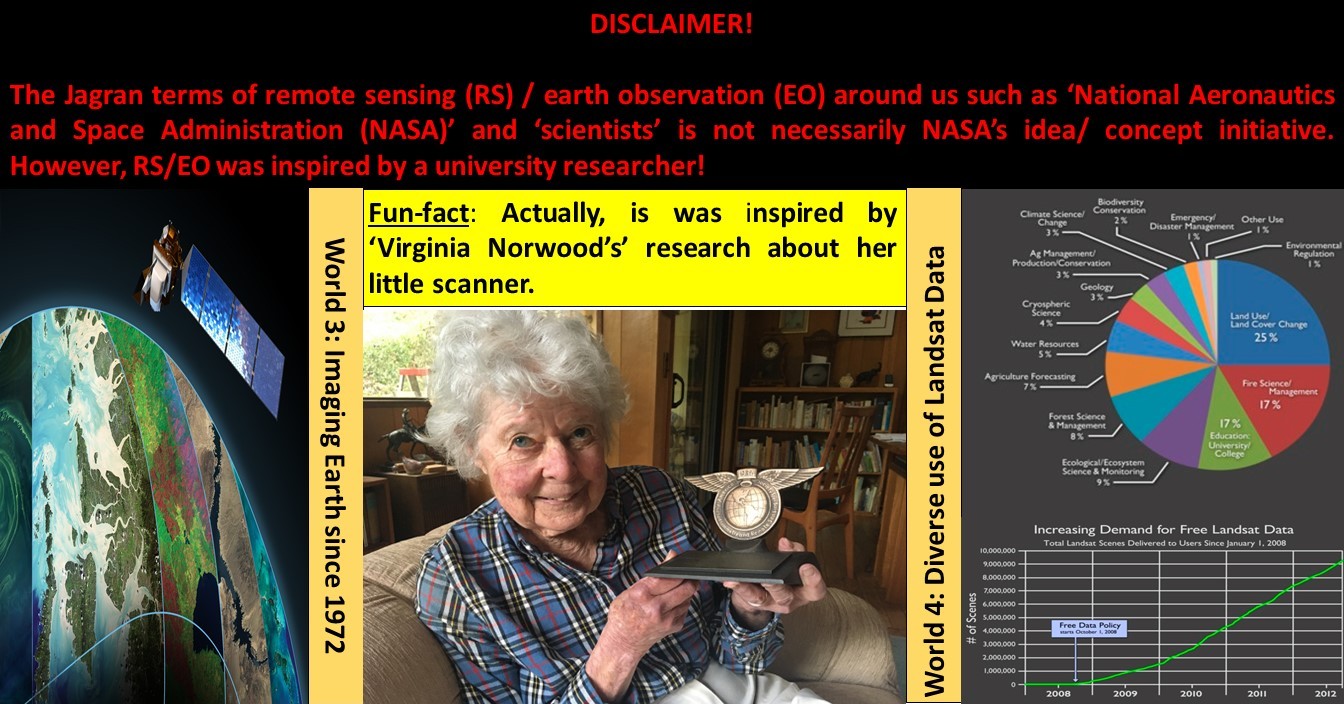 DISCLAIMER!
The Jagran terms of remote sensing (RS) / earth observation (EO) around us such as ‘National Aeronautics
and Space Administration (NASA)’ and ‘scientists’ is not necessarily NASA’s idea/ concept initiative.
However, RS/EO was inspired by a university researcher!
World 3: Imaging Earth since 1972
Fun-fact: Actually, is was inspired by
‘Virginia Norwood’s’ research about her
little scanner.
World 4: Diverse use of Landsat Data
Biodiversity
Conservation
2%
Climate Science/
Change
3%
Emergency/
Disaster Management
1%
Other Use
1%
Environmental
Regulation
1%
Ag Management/
Production/Conservation
3%
Geology
3%
Cryospheric
Science
4%
Water Resources
5%
Agriculture Forecasting
7%
Forest Science
& Management
8%
Ecological/Ecosystem
Science & Monitoring
9%
Land Use/
Land Cover Change
25%
Fire Science/
Management
17%
17%
Education:
University/
College
Increasing Demand for Free Landsat Data
Total Landsat Scenes Delivered to Users Since January 1, 2008
# of Scenes
10,000,000
9,000,000
8,000,000
7,000,000
6,000,000
5,000,000
4,000,000
3,000,000
2,000,000
1,000,000
0
Free Data Policy
starts October 1, 2008
2008 2009 2010 2011 2012